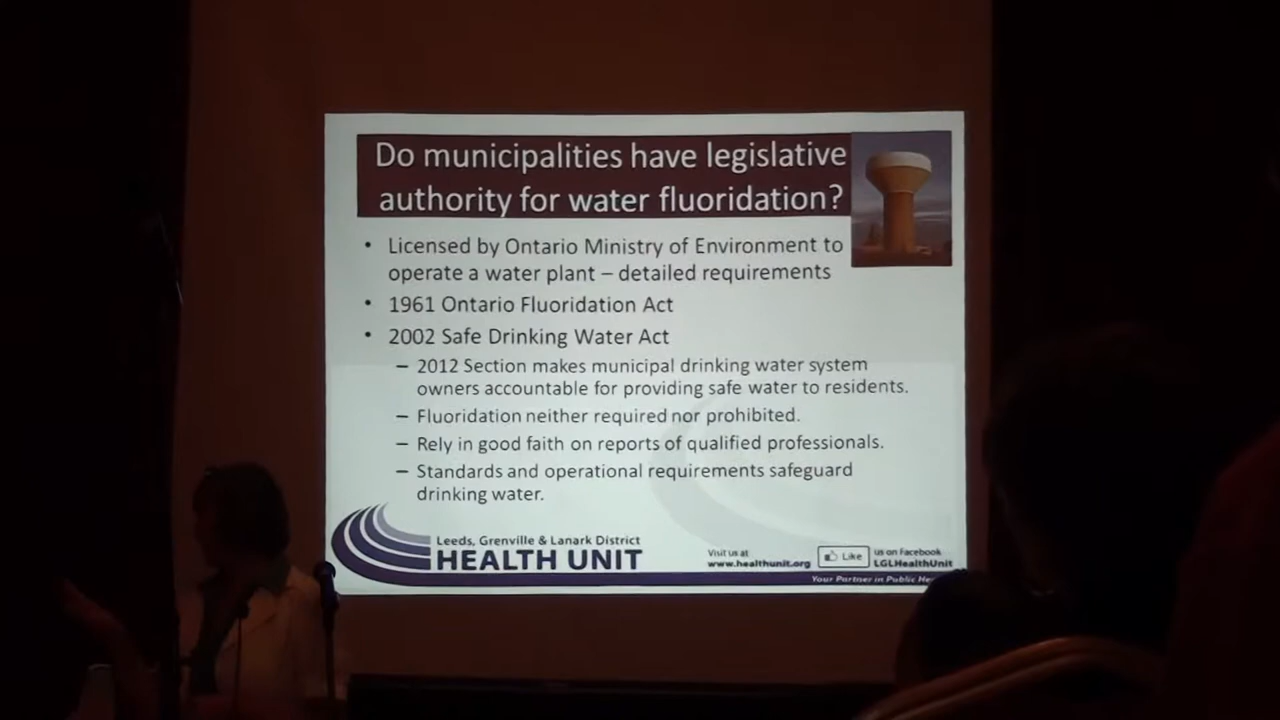 Do municipalities have legislative
authority for water fluoridation?
• Licensed by Ontario Ministry of Environment to
operate a water plant – detailed requirements
• 1961 Ontario Fluoridation Act
• 2002 Safe Drinking Water Act
– 2012 Section makes municipal drinking water system
owners accountable for providing safe water to residents.
– Fluoridation neither required nor prohibited.
– Rely in good faith on reports of qualified professionals.
– Standards and operational requirements safeguard
drinking water.
Leeds, Grenville & Lanark District
HEALTH UNIT
Visit us at
www.healthunit.org
Like
us on Facebook
LGLHealthUnit
Your Partner in Public